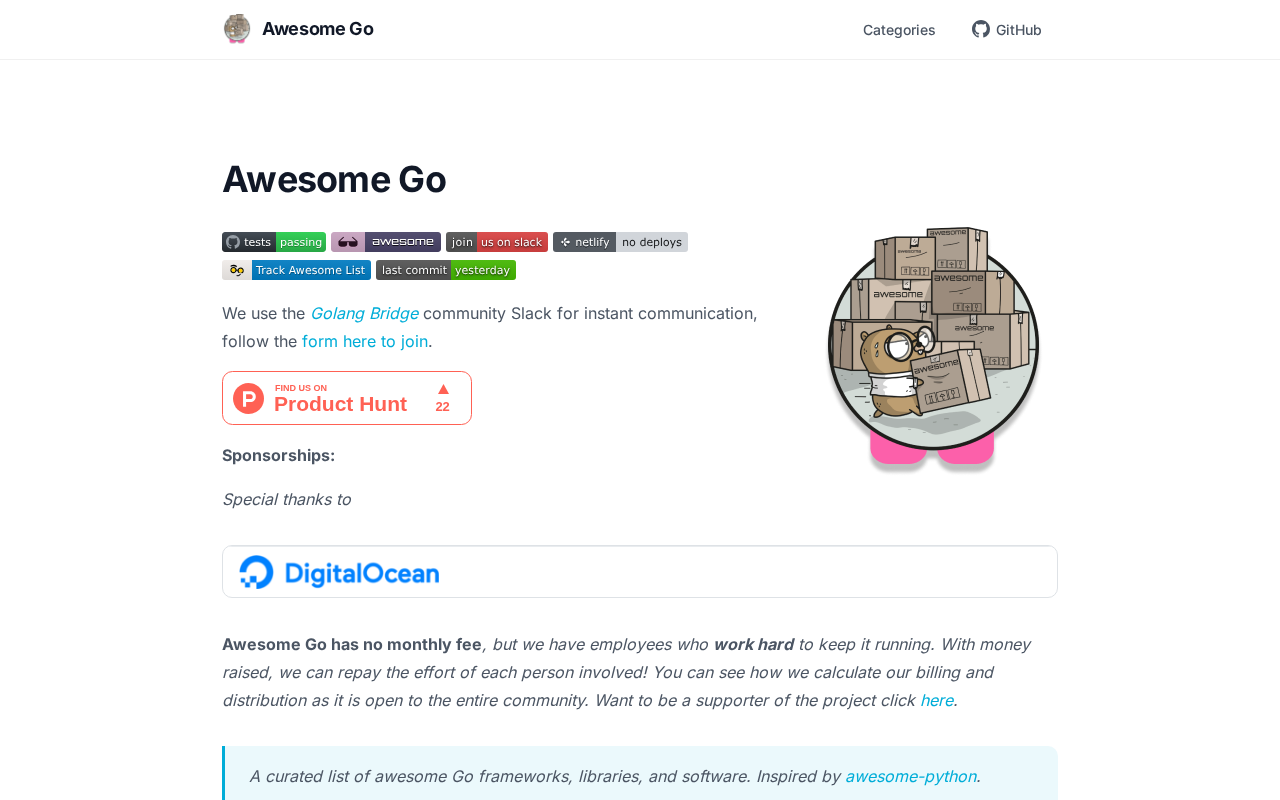 Awesome Go
Categories
GitHub
Awesome Go
tests passing
awesome
join us on slack
netlify no deploys
Track Awesome List
last commit yesterday
We use the Golang Bridge community Slack for instant communication,
follow the form here to join.
FIND US ON
Product Hunt
22
Sponsorships:
Special thanks to
DigitalOcean
Awesome Go has no monthly fee, but we have employees who work hard to keep it running. With money
raised, we can repay the effort of each person involved! You can see how we calculate our billing and
distribution as it is open to the entire community. Want to be a supporter of the project click here.
A curated list of awesome Go frameworks, libraries, and software. Inspired by awesome-python.
awesome
awesome
awesome
awesome
awesome
awesome